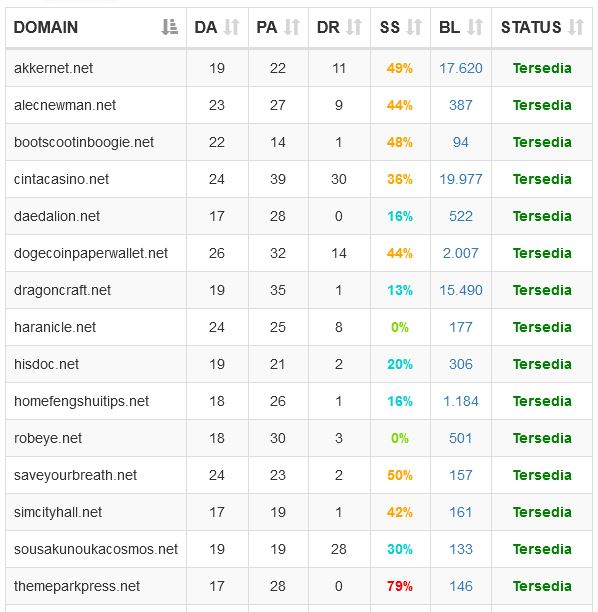 DOMAIN DA PA DR SS BL STATUS
akkernet.net 19 22 11 49% 17.620 Tersedia
alecnewman.net 23 27 9 44% 387 Tersedia
bootscootinboogie.net 22 14 1 48% 94 Tersedia
cintacasino.net 24 39 30 36% 19.977 Tersedia
daedalion.net 17 28 0 16% 522 Tersedia
dogecoinpaperwallet.net 26 32 14 44% 2.007 Tersedia
dragoncraft.net 19 35 1 13% 15.490 Tersedia
haranicle.net 24 25 8 0% 177 Tersedia
hisdoc.net 19 21 2 20% 306 Tersedia
homefengshuitips.net 18 26 1 16% 1.184 Tersedia
robeye.net 18 30 3 0% 501 Tersedia
saveyourbreath.net 24 23 2 50% 157 Tersedia
simcityhall.net 17 19 1 42% 161 Tersedia
sousakunoukacosmos.net 19 19 28 30% 133 Tersedia
themeparkpress.net 17 28 0 79% 146 Tersedia